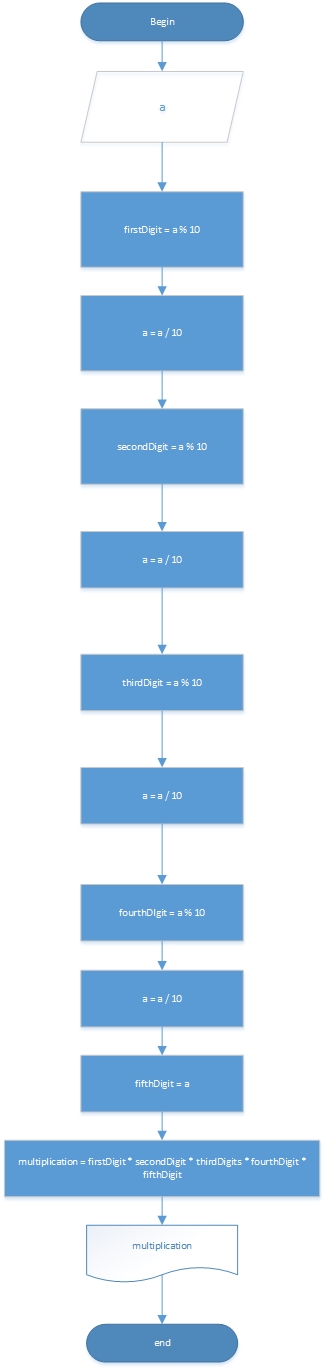 Begin
a
firstDigit = a % 10
a = a / 10
secondDigit = a % 10
a = a / 10
thirdDigit = a % 10
a = a / 10
fourthDIgit = a % 10
a = a / 10
fifthDigit = a
multiplication = firstDigit * secondDigit * thirdDigits * fourthDigit *
fifthDigit
multiplication
end